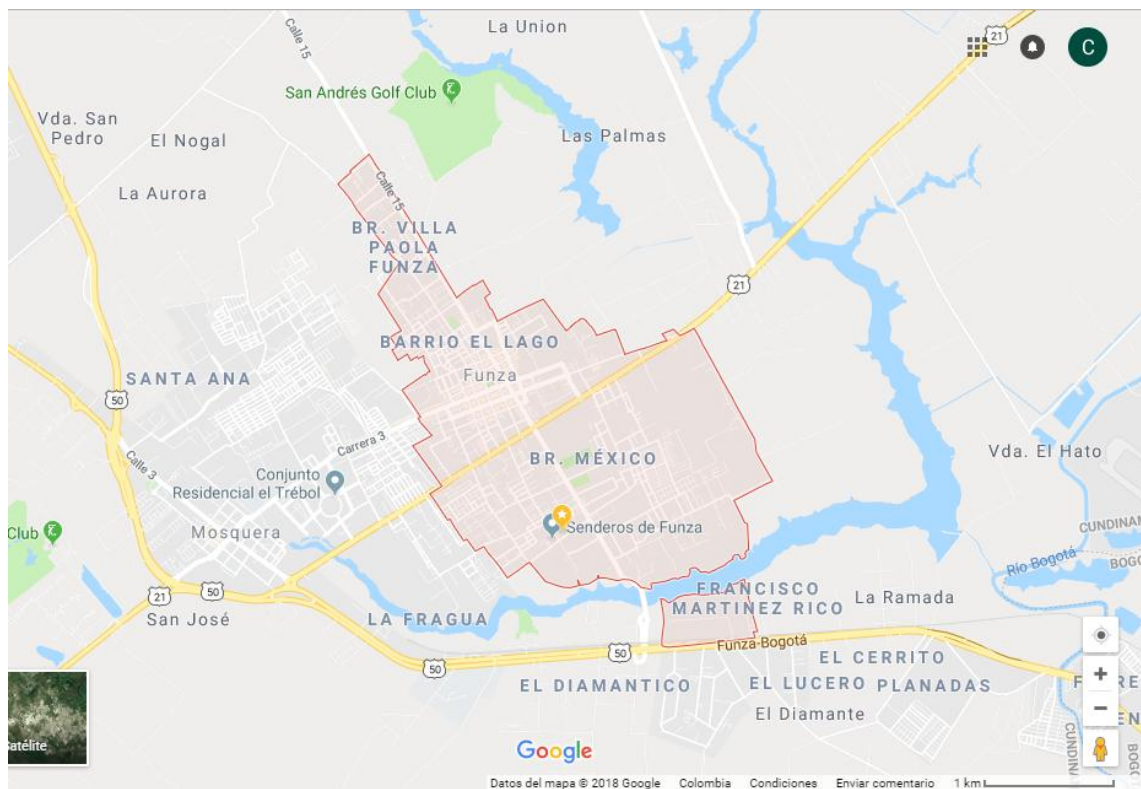 Calle 15
La Union
21
C
San Andrés Golf Club
Vda. San
Pedro
El Nogal
Las Palmas
La Aurora
Calle 15
BR. VILLA
PAOLA
FUNZA
21
BARRIO EL LAGO
Funza
SANTA ANA
50
Carrera 3
Calle 3
BR. MÉXICO
Vda. El Hato
Conjunto
Residencial el Trébol
Senderos de Funza
Mosquera
Club
CUNDINAM
BOGO
Río Bogotá
21
50
San José
LA FRAGUA
FRANCISCO
MARTINEZ RICO
La Ramada
50
50
Funza-Bogotá
EL CERRITO
EL DIAMANTICO
EL LUCERO
PLANADAS
El Diamante
Satélite
Google
CUNDINA
BOGO
Datos del mapa © 2018 Google
Colombia
Condiciones
Enviar comentario
1 km